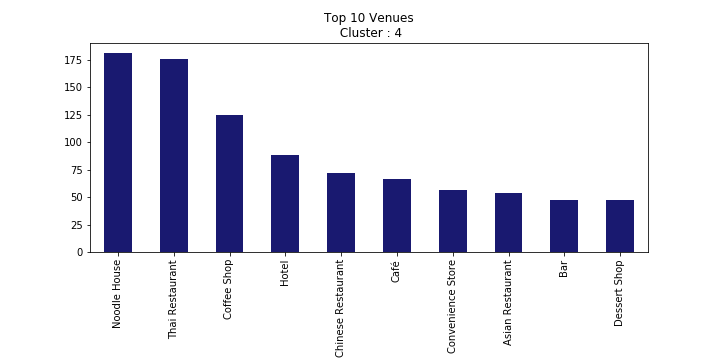 Top 10 Venues
Cluster : 4
175
150
125
100
75
50
25
0
Noodle House
Thai Restaurant
Coffee Shop
Hotel
Chinese Restaurant
Café
Convenience Store
Asian Restaurant
Bar
Dessert Shop